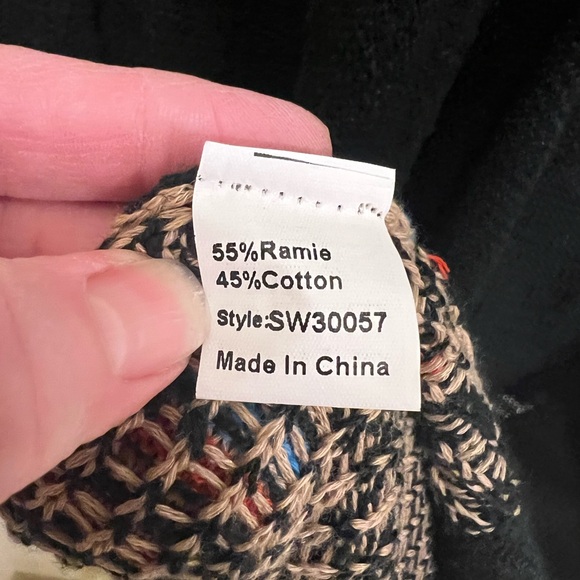 55%Ramie
45%Cotton
Style:SW30057
Made In China